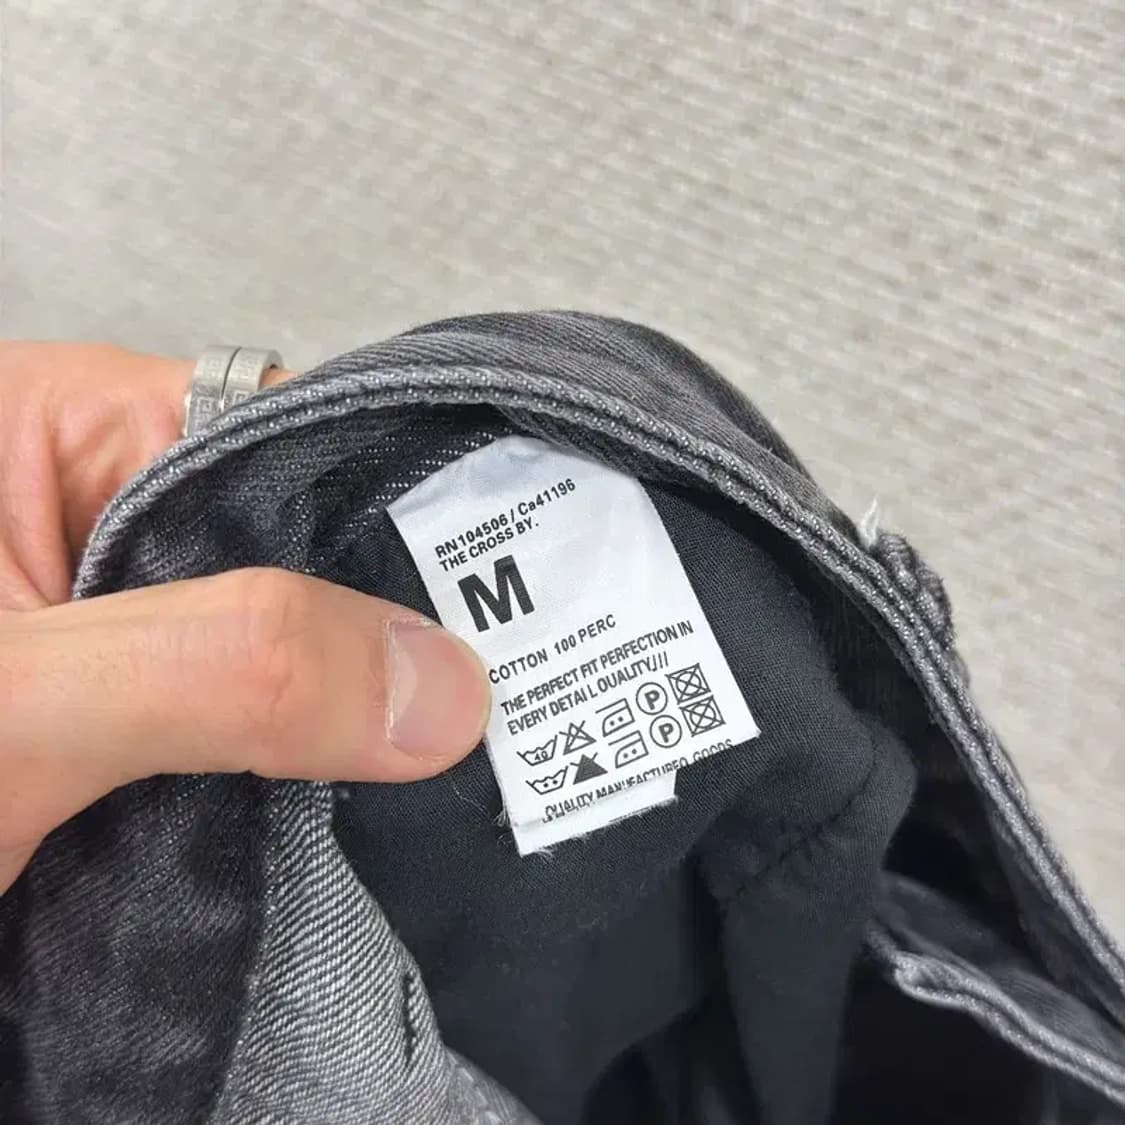 RN104506 / Ca41196
THE CROSS BY.
M
COTTON 100 PERC
THE PERFECT FIT PERFECTION IN
EVERY DETAIL QUALITY///
40
P
P
QUALITY MANUFACTURED GOODS